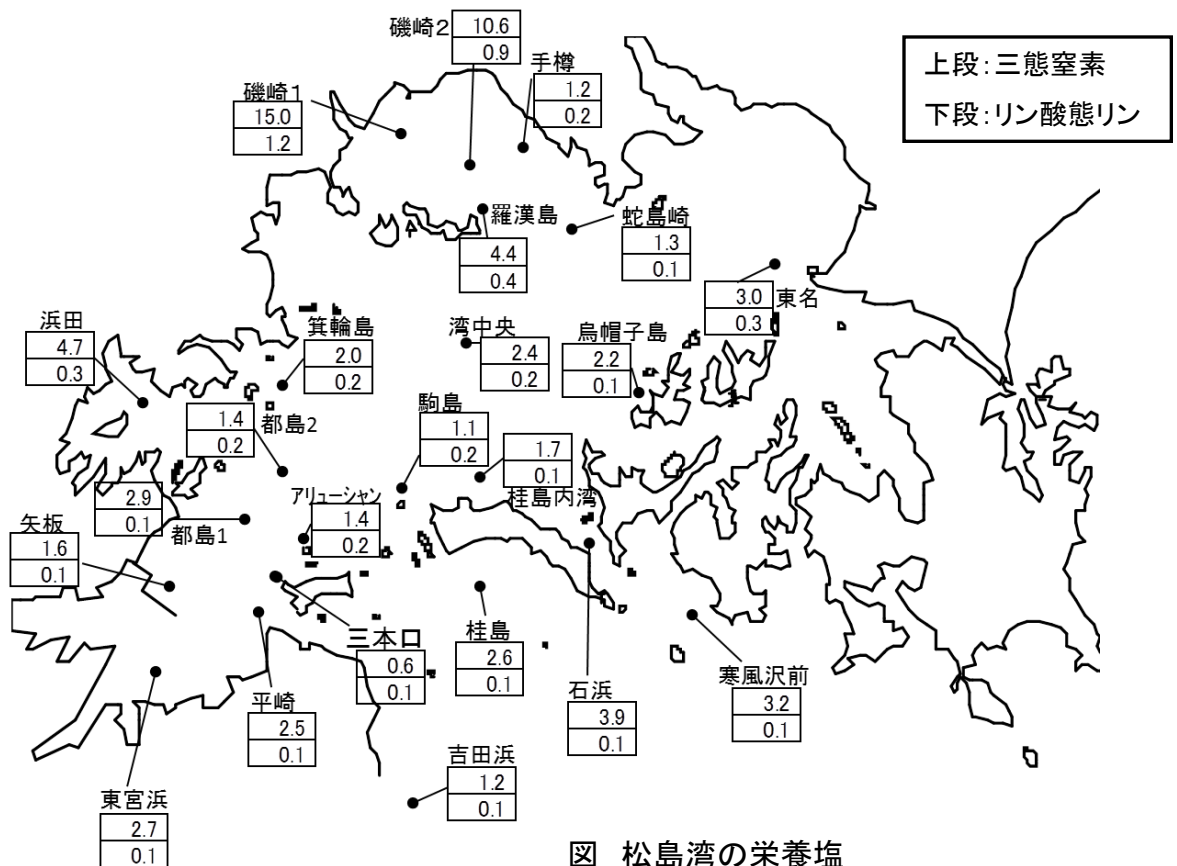 磯崎2
10.6
0.9
上段：三態窒素
下段：リン酸態リン
手樽
1.2
0.2
磯崎1
15.0
1.2
羅漢島
4.4
0.4
蛇島崎
1.3
0.1
東名
3.0
0.3
浜田
4.7
0.3
箕輪島
2.0
0.2
湾中央
2.4
0.2
烏帽子島
2.2
0.1
都島2
1.4
0.2
駒島
1.1
0.2
桂島内湾
1.7
0.1
都島1
2.9
0.1
アリューシャン
1.4
0.2
矢板
1.6
0.1
三本口
0.6
0.1
桂島
2.6
0.1
石浜
3.9
0.1
寒風沢前
3.2
0.1
平崎
2.5
0.1
吉田浜
1.2
0.1
東宮浜
2.7
0.1
図 松島湾の栄養塩